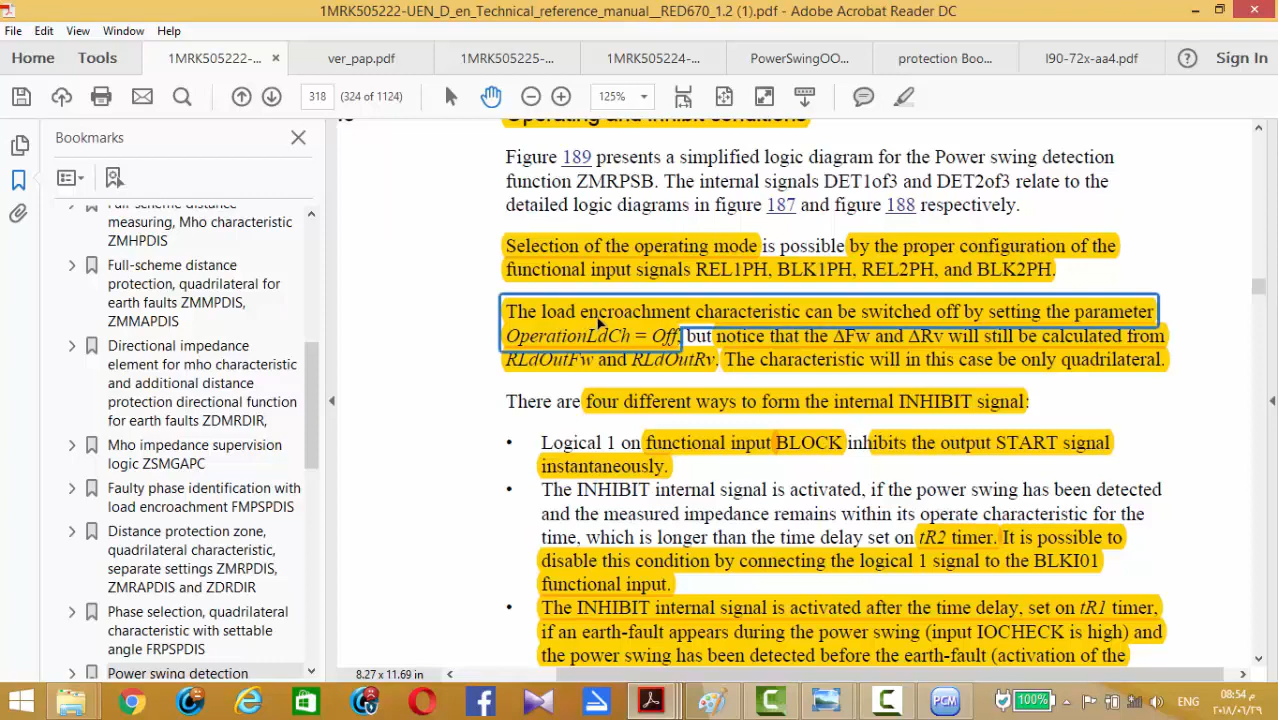 1MRK505222-UEN_D_en_Technical_reference_manual__RED670_1.2 (1).pdf - Adobe Acrobat Reader DC
File Edit View Window Help
Home Tools 1MRK505222-... × ver_pap.pdf 1MRK505225-... 1MRK504224-... PowerSwingOO... protection Boo... I90-72x-aa4.pdf Sign In
318 (324 of 1124) 125%
Bookmarks
Full-scheme distance
measuring, Mho characteristic
ZMHPDIS
Full-scheme distance
protection, quadrilateral for
earth faults ZMMPDIS,
ZMMAPDIS
Directional impedance
element for mho characteristic
and additional distance
protection directional function
for earth faults ZDMRDIR,
Mho impedance supervision
logic ZSMGAPC
Faulty phase identification with
load encroachment FMPSPDIS
Distance protection zone,
quadrilateral characteristic,
separate settings ZMRPDIS,
ZMRAPDIS and ZDRDIR
Phase selection, quadrilateral
characteristic with settable
angle FRPSPDIS
Power swing detection
Operating and inhibit conditions
Figure 189 presents a simplified logic diagram for the Power swing detection
function ZMRPSB. The internal signals DET1of3 and DET2of3 relate to the
detailed logic diagrams in figure 187 and figure 188 respectively.
Selection of the operating mode is possible by the proper configuration of the
functional input signals REL1PH, BLK1PH, REL2PH, and BLK2PH.
The load encroachment characteristic can be switched off by setting the parameter
OperationLdCh = Off, but notice that the ΔFw and ΔRv will still be calculated from
RLdOutFw and RLdOutRv. The characteristic will in this case be only quadrilateral.
There are four different ways to form the internal INHIBIT signal:
• Logical 1 on functional input BLOCK inhibits the output START signal
instantaneously.
• The INHIBIT internal signal is activated, if the power swing has been detected
and the measured impedance remains within its operate characteristic for the
time, which is longer than the time delay set on tR2 timer. It is possible to
disable this condition by connecting the logical 1 signal to the BLKI01
functional input.
• The INHIBIT internal signal is activated after the time delay, set on tR1 timer,
if an earth-fault appears during the power swing (input IOCHECK is high) and
the power swing has been detected before the earth-fault (activation of the
8.27 x 11.69 in
PCM 100% ENG ٠٨:٥٤ م
٢٠١٨/٠٦/٢٩